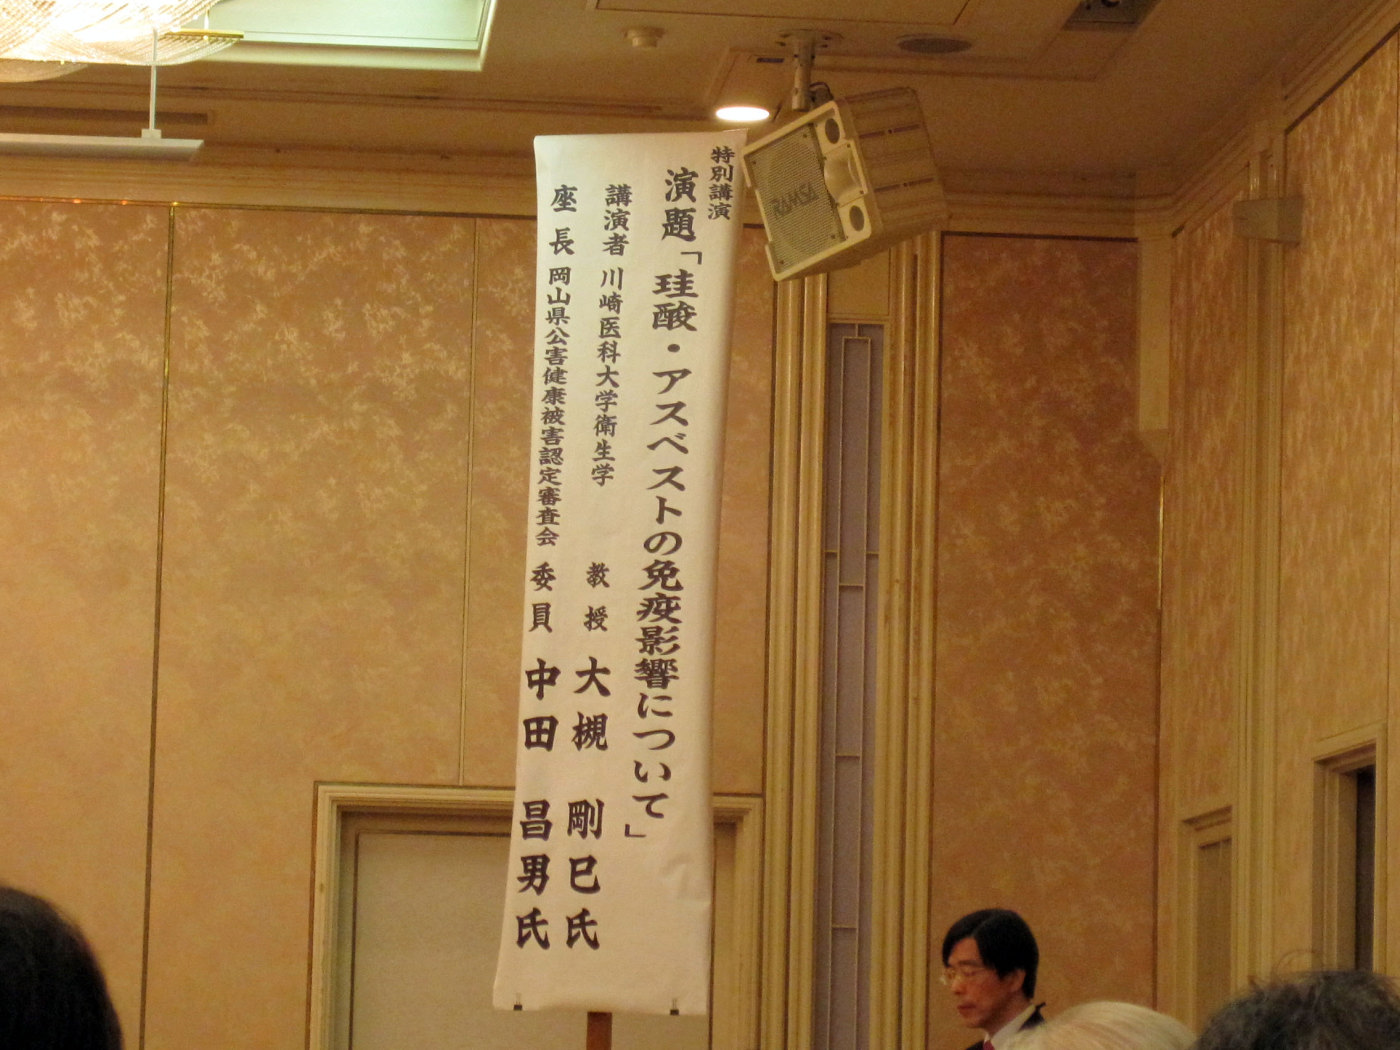 特別講演
演題「珪酸・アスベストの免疫影響について」
講演者 川崎医科大学衛生学 教授 大槻 剛巳氏
座長 岡山県公害健康被害認定審査会 委員 中田 昌男氏
RAMSA